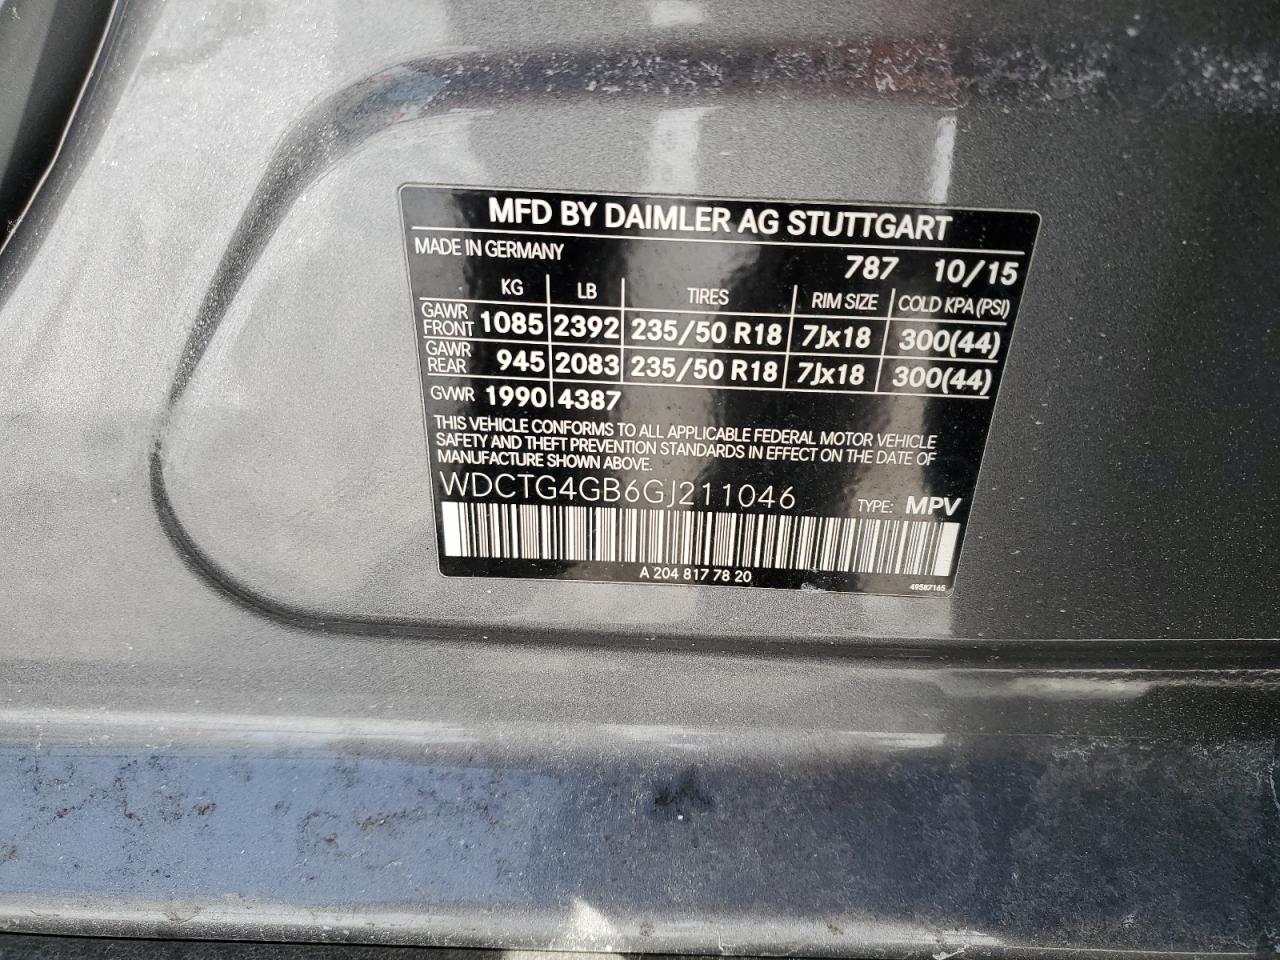 MFD BY DAIMLER AG STUTTGART
MADE IN GERMANY 787 10/15
KG LB TIRES RIM SIZE COLD KPA (PSI)
GAWR FRONT 1085 2392 235/50 R18 7Jx18 300(44)
GAWR REAR 945 2083 235/50 R18 7Jx18 300(44)
GVWR 1990 4387
THIS VEHICLE CONFORMS TO ALL APPLICABLE FEDERAL MOTOR VEHICLE
SAFETY AND THEFT PREVENTION STANDARDS IN EFFECT ON THE DATE OF
MANUFACTURE SHOWN ABOVE.
WDCTG4GB6GJ211046 TYPE: MPV
A 204 817 78 20
49587165